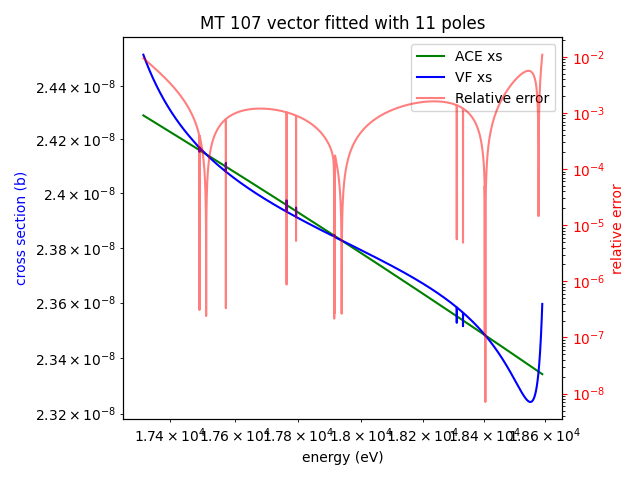 MT 107 vector fitted with 11 poles
ACE xs
VF xs
Relative error
cross section (b)
2.44 × 10⁻⁸
2.42 × 10⁻⁸
2.4 × 10⁻⁸
2.38 × 10⁻⁸
2.36 × 10⁻⁸
2.34 × 10⁻⁸
2.32 × 10⁻⁸
10⁻²
10⁻³
10⁻⁴
10⁻⁵
10⁻⁶
10⁻⁷
10⁻⁸
relative error
1.74 × 10⁴ 1.76 × 10⁴ 1.78 × 10⁴ 1.8 × 10⁴ 1.82 × 10⁴ 1.84 × 10⁴ 1.86 × 10⁴
energy (eV)